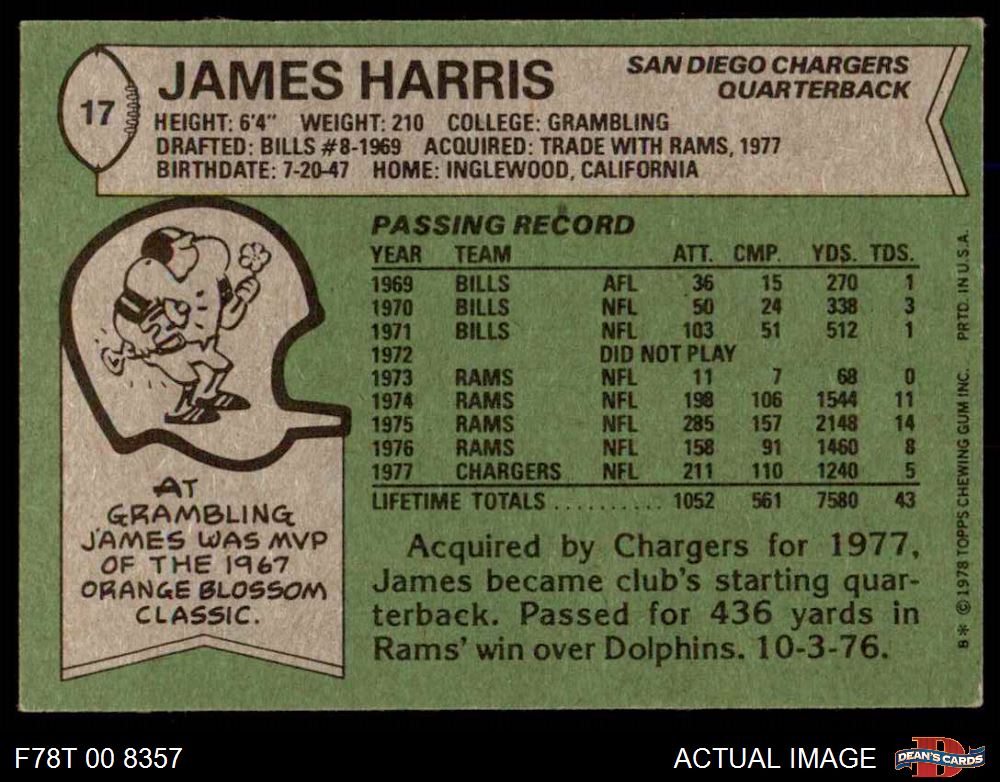 17
JAMES HARRIS
SAN DIEGO CHARGERS
QUARTERBACK
HEIGHT: 6'4" WEIGHT: 210 COLLEGE: GRAMBLING
DRAFTED: BILLS #8-1969 ACQUIRED: TRADE WITH RAMS, 1977
BIRTHDATE: 7-20-47 HOME: INGLEWOOD, CALIFORNIA
PASSING RECORD
YEAR TEAM ATT. CMP. YDS. TDS.
1969 BILLS AFL 36 15 270 1
1970 BILLS NFL 50 24 338 3
1971 BILLS NFL 103 51 512 1
1972 DID NOT PLAY
1973 RAMS NFL 11 7 68 0
1974 RAMS NFL 198 106 1544 11
1975 RAMS NFL 285 157 2148 14
1976 RAMS NFL 158 91 1460 8
1977 CHARGERS NFL 211 110 1240 5
LIFETIME TOTALS .......... 1052 561 7580 43
AT
GRAMBLING
JAMES WAS MVP
OF THE 1967
ORANGE BLOSSOM
CLASSIC.
Acquired by Chargers for 1977,
James became club's starting quar-
terback. Passed for 436 yards in
Rams' win over Dolphins. 10-3-76.
B* © 1978 TOPPS CHEWING GUM INC. PRTD. IN U.S.A.
F78T 00 8357
ACTUAL IMAGE
D
DEAN'S CARDS